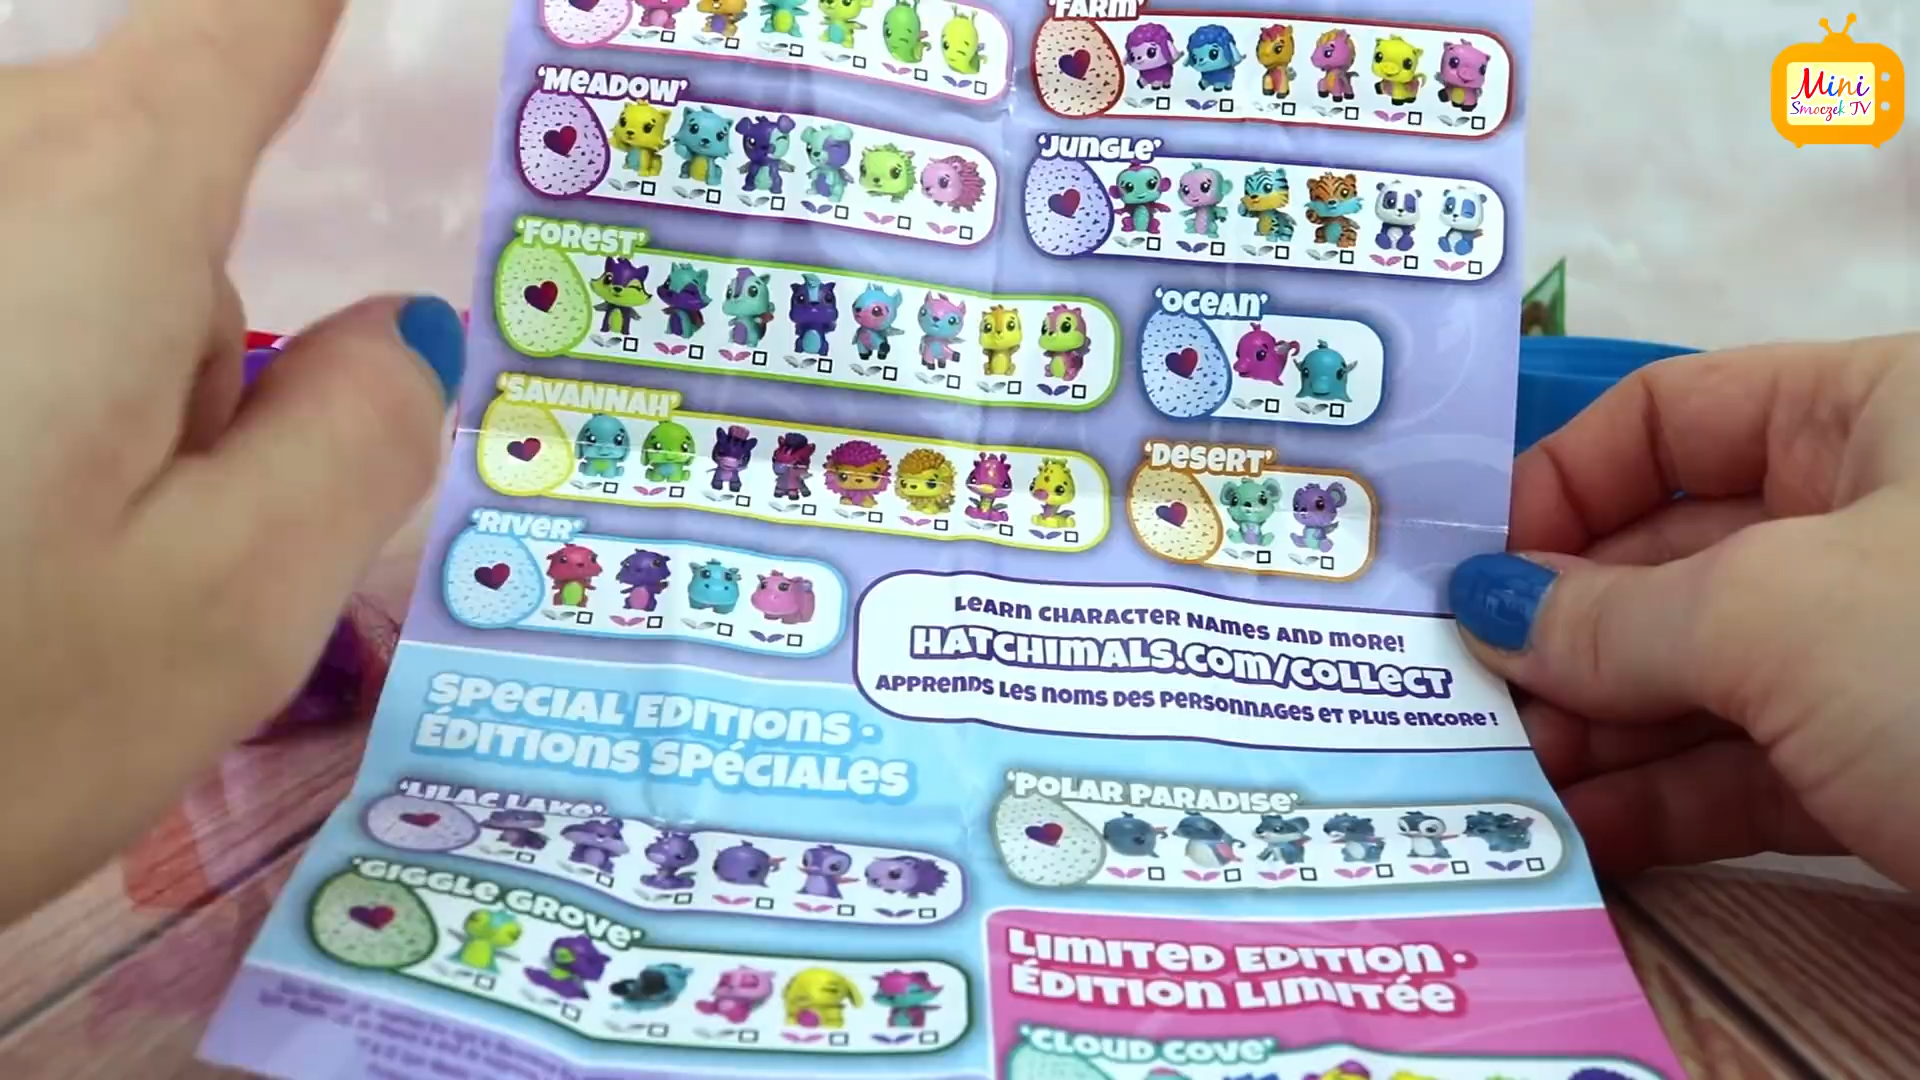 'FARM'
'MEADOW'
'JUNGLE'
'FOREST'
'OCEAN'
'SAVANNAH'
'DESERT'
'RIVER'
LEARN CHARACTER NAMES AND MORE!
HATCHIMALS.COM/COLLECT
APPRENDS LES NOMS DES PERSONNAGES ET PLUS ENCORE !
SPECIAL EDITIONS •
ÉDITIONS SPÉCIALES
'LILAC LAKE'
'POLAR PARADISE'
'GIGGLE GROVE'
LIMITED EDITION •
ÉDITION LIMITÉE
'CLOUD COVE'
Mini
Smoczek TV